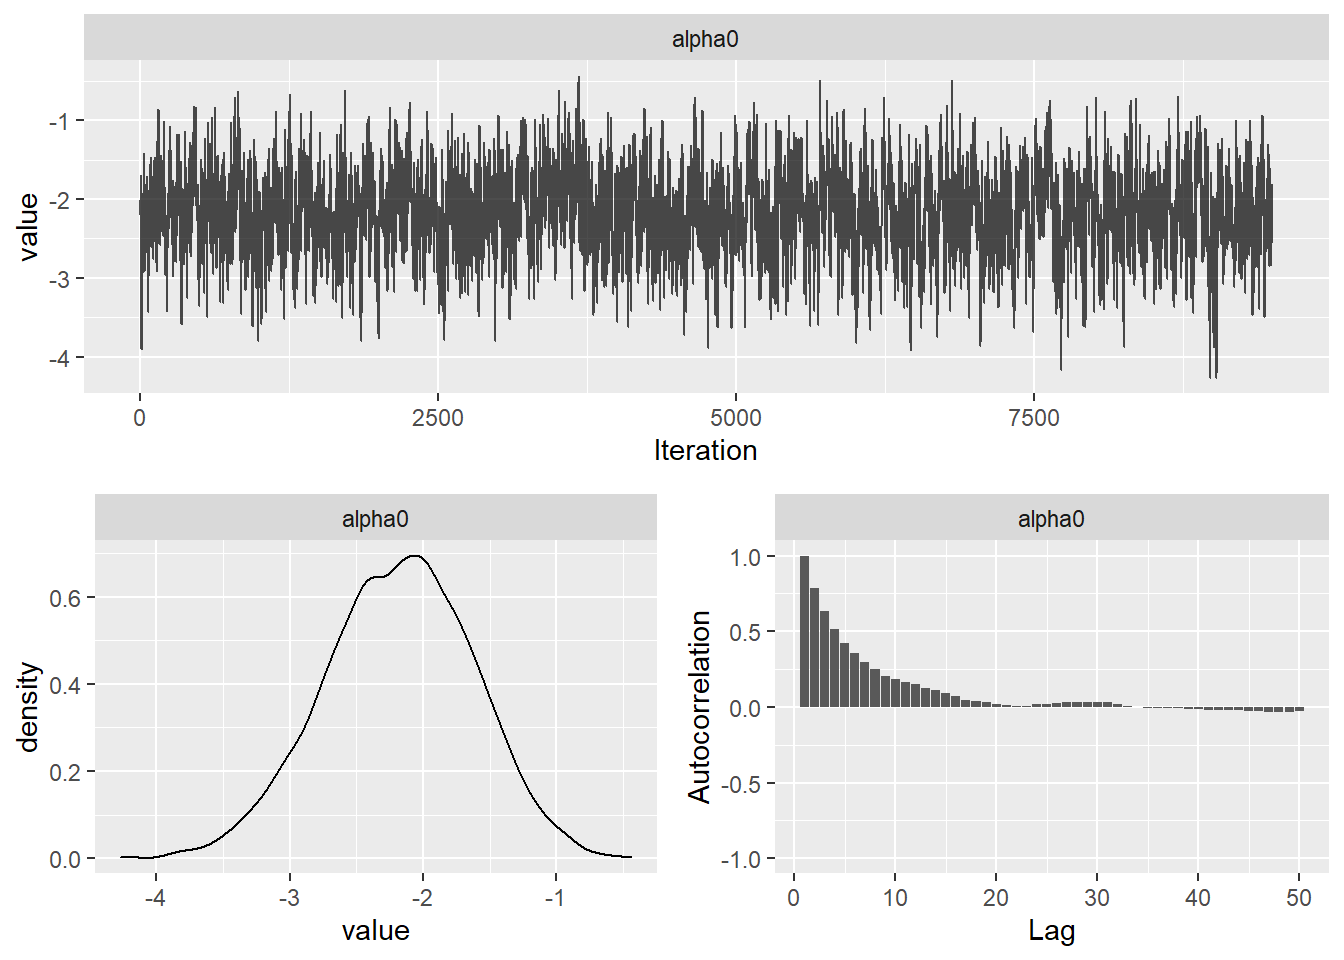 alpha0
-1
-2
-3
-4
value
0 2500 5000 7500
Iteration
alpha0
0.6
0.4
0.2
0.0
density
-4 -3 -2 -1
value
alpha0
1.0
0.5
0.0
-0.5
-1.0
Autocorrelation
0 10 20 30 40 50
Lag